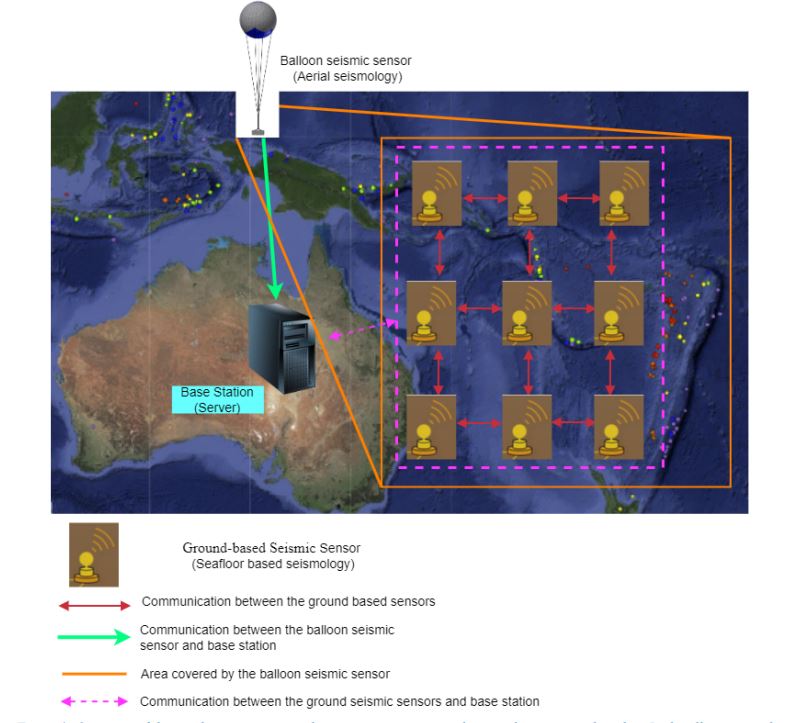 Balloon seismic sensor
(Aerial seismology)
Base Station
(Server)
Ground-based Seismic Sensor
(Seafloor based seismology)
Communication between the ground based sensors
Communication between the balloon seismic
sensor and base station
Area covered by the balloon seismic sensor
Communication between the ground seismic sensors and base station